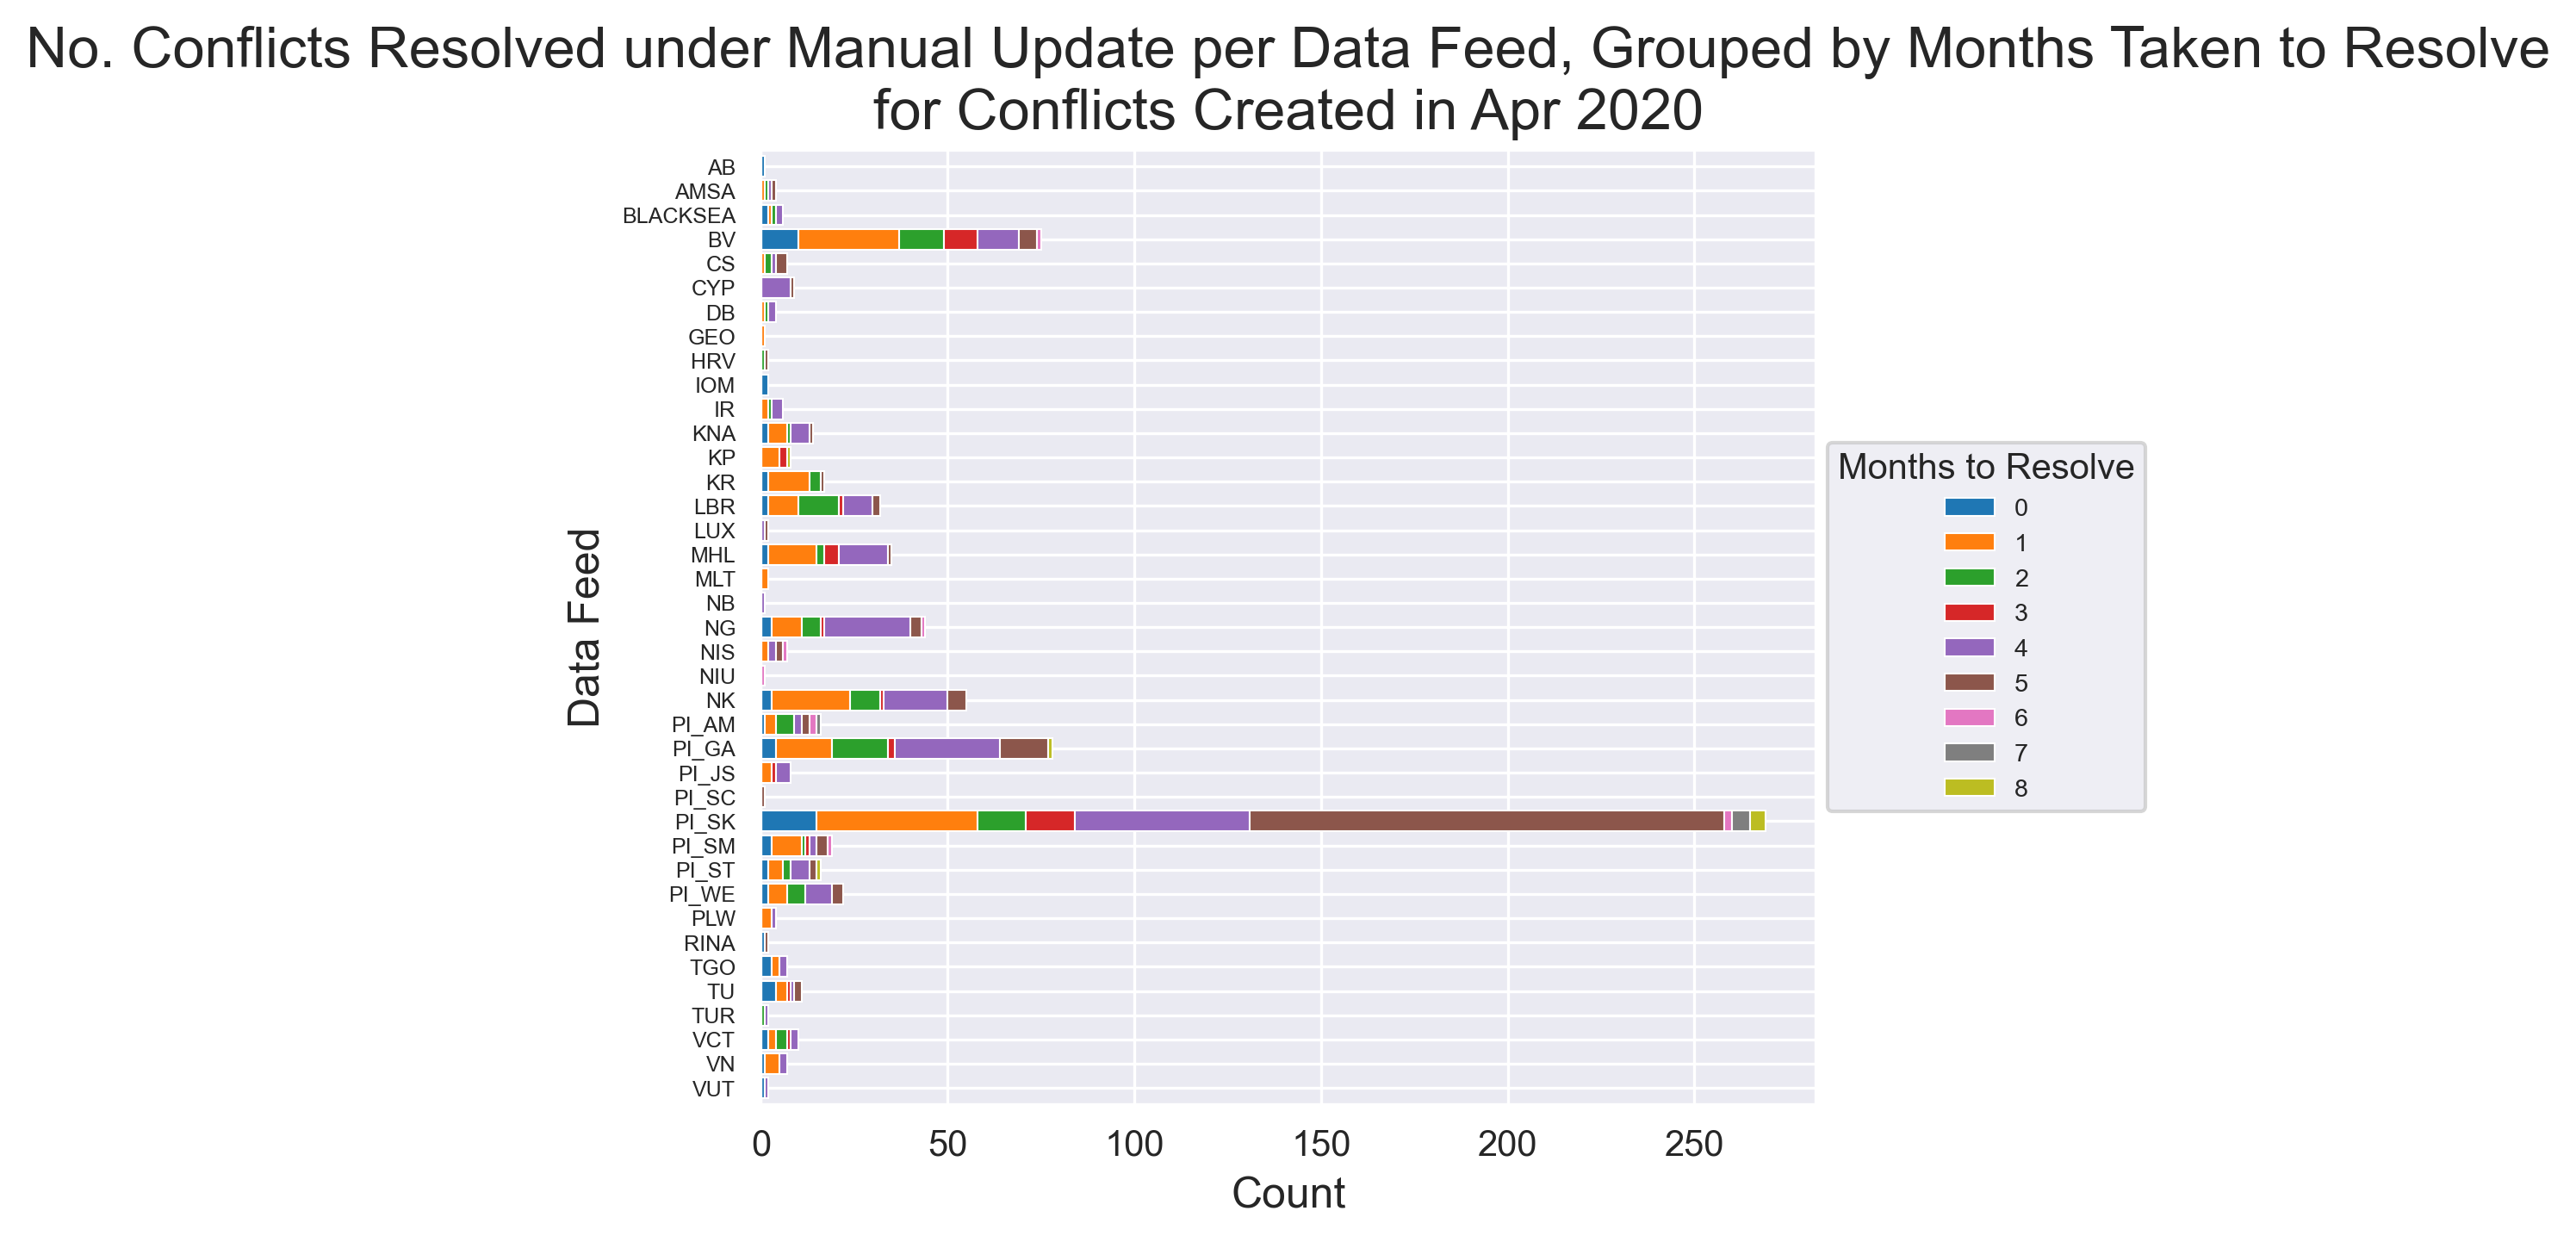 No. Conflicts Resolved under Manual Update per Data Feed, Grouped by Months Taken to Resolve
for Conflicts Created in Apr 2020
AB
AMSA
BLACKSEA
BV
CS
CYP
DB
GEO
HRV
IOM
IR
KNA
KP
KR
LBR
LUX
MHL
MLT
NB
NG
NIS
NIU
NK
PI_AM
PI_GA
PI_JS
PI_SC
PI_SK
PI_SM
PI_ST
PI_WE
PLW
RINA
TGO
TU
TUR
VCT
VN
VUT
Data Feed
0 50 100 150 200 250
Count
Months to Resolve
0
1
2
3
4
5
6
7
8